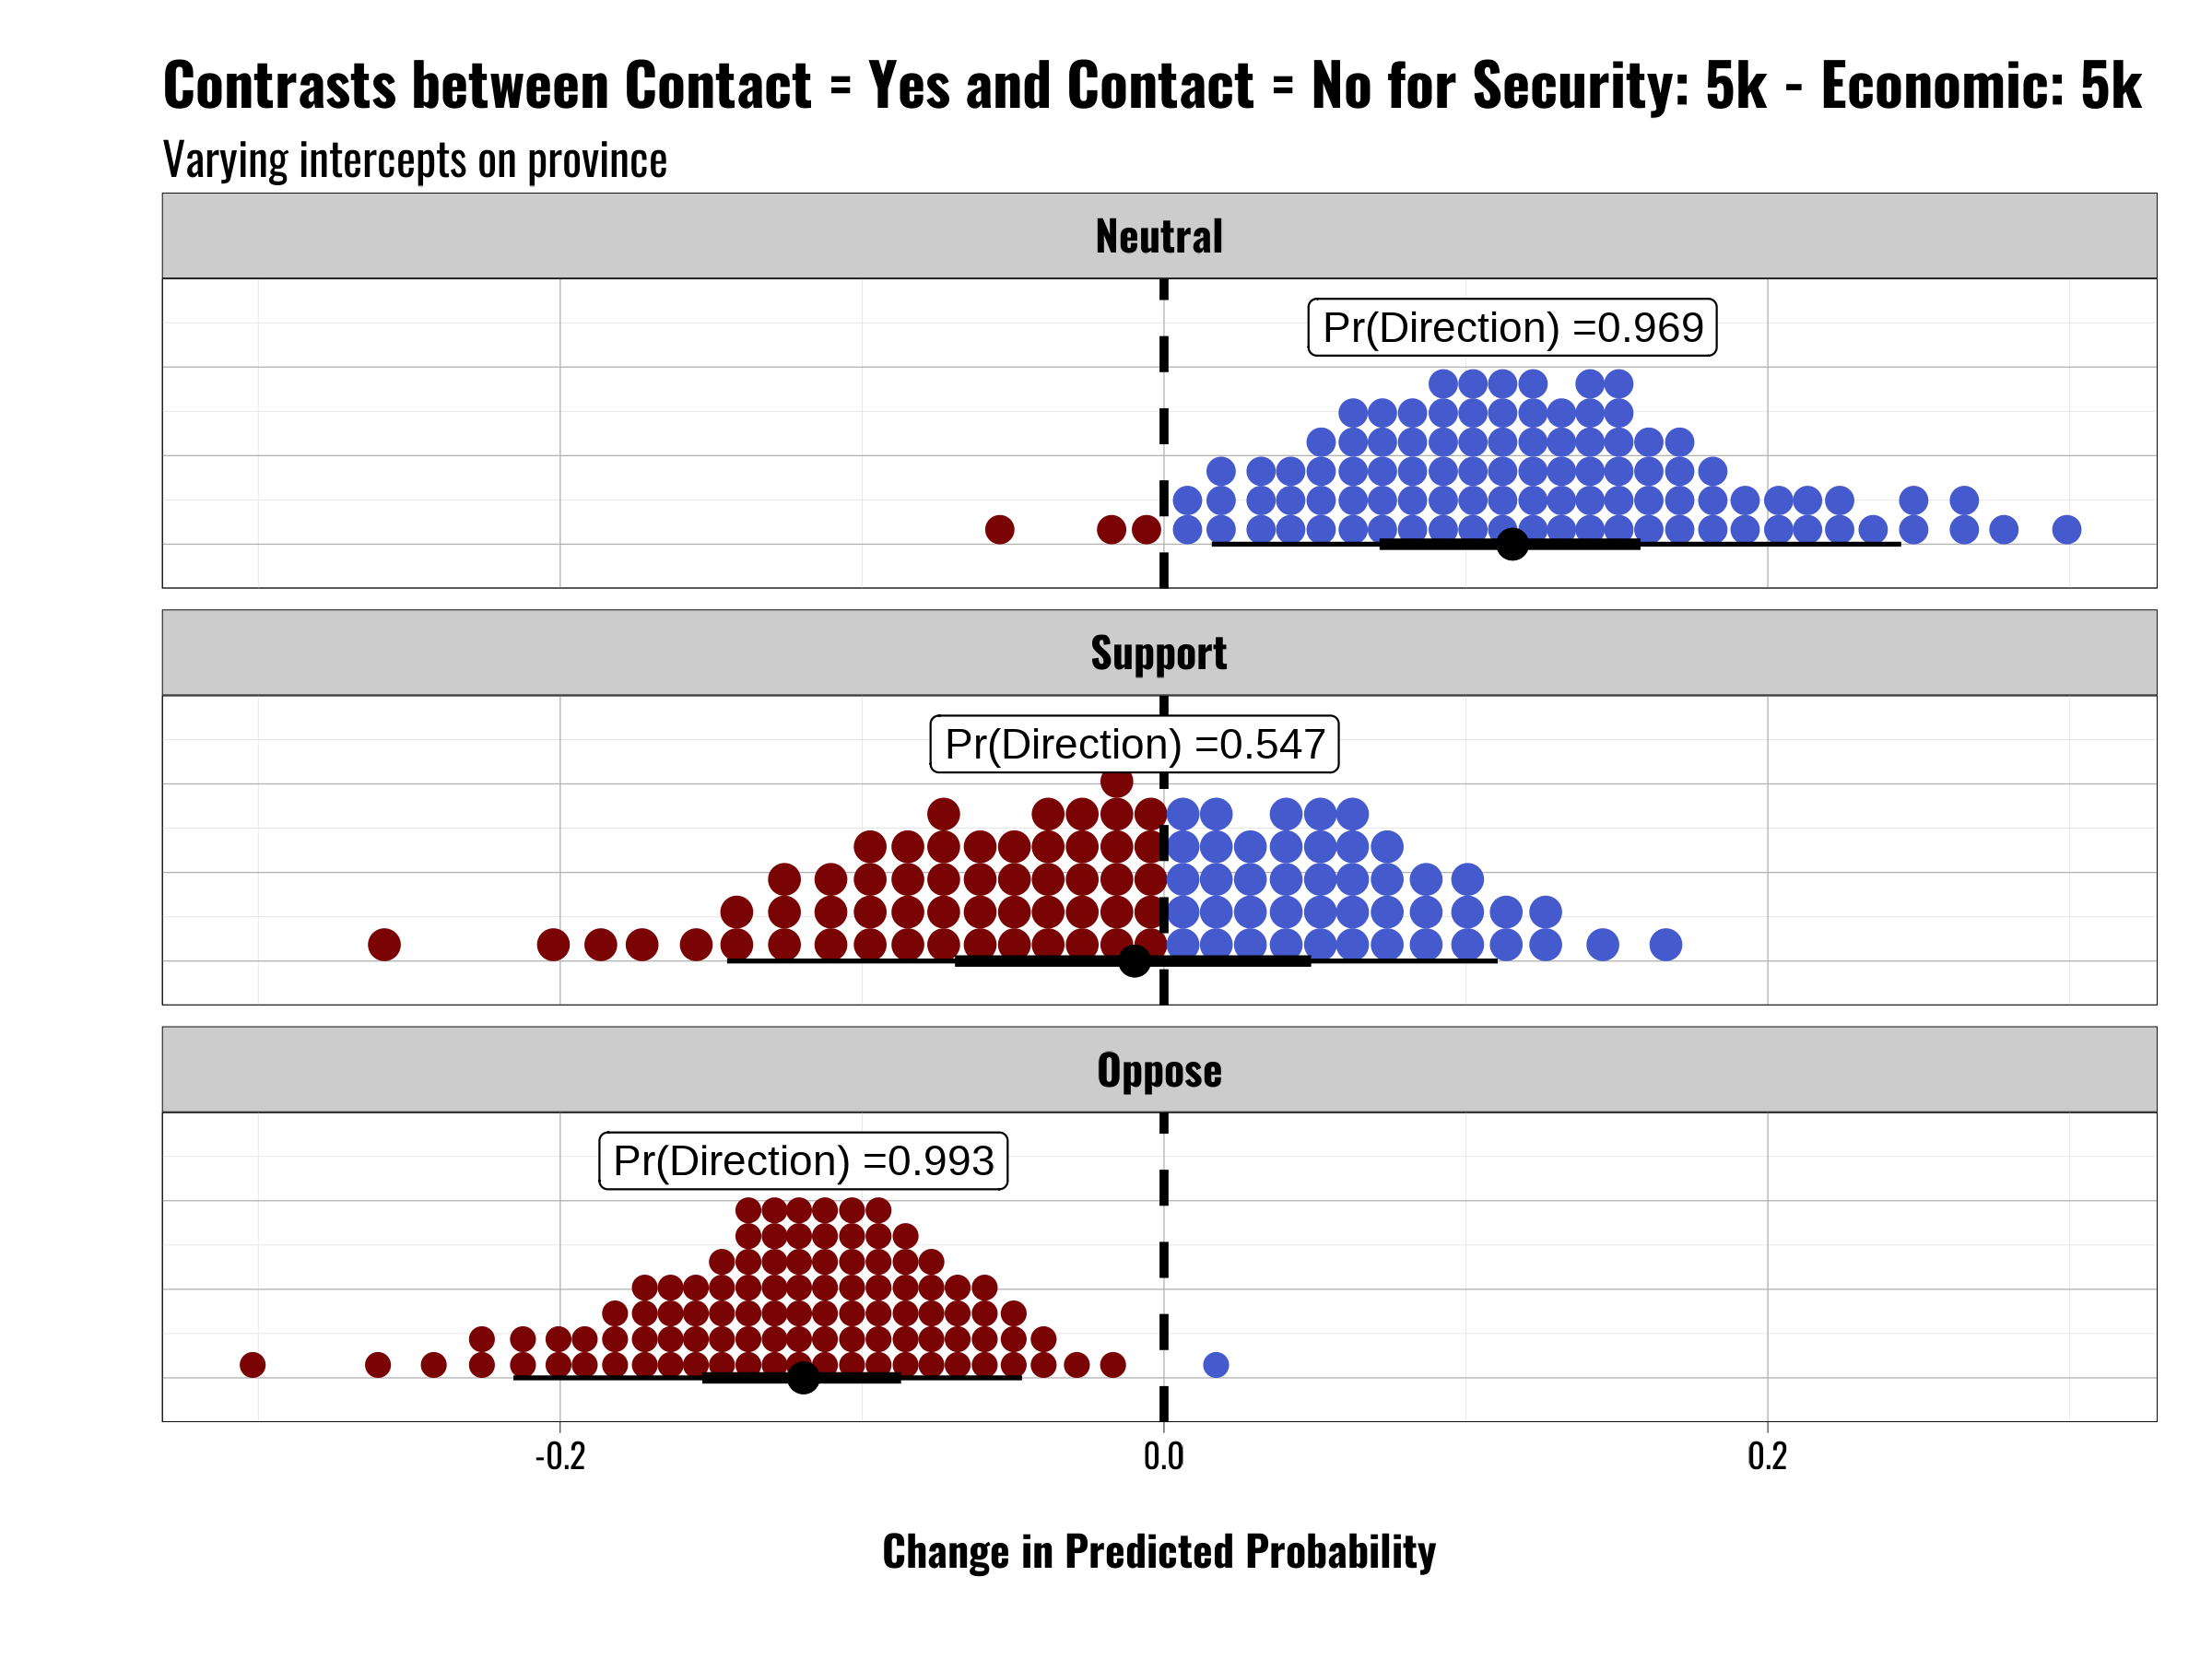 Contrasts between Contact = Yes and Contact = No for Security: 5k - Economic: 5k
Varying intercepts on province
Neutral
Pr(Direction) =0.969
Support
Pr(Direction) =0.547
Oppose
Pr(Direction) =0.993
-0.2 0.0 0.2
Change in Predicted Probability